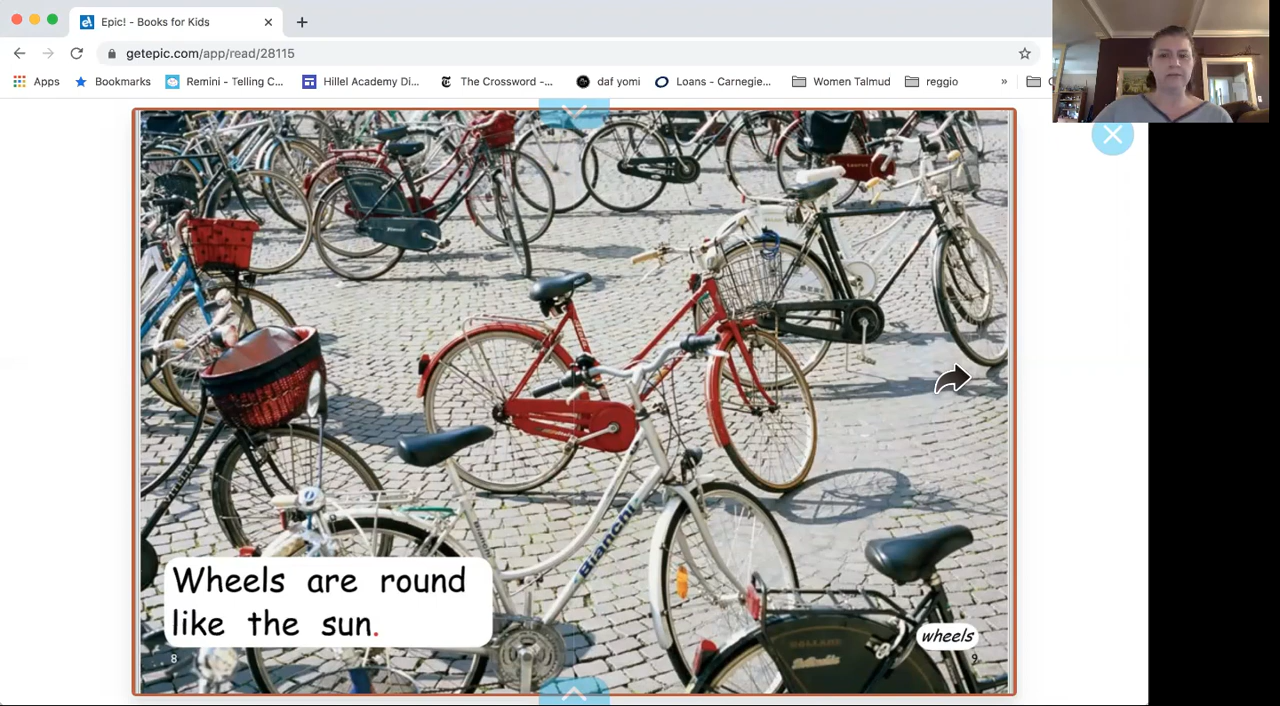 Epic! - Books for Kids
getepic.com/app/read/28115
Apps
Bookmarks
Remini - Telling C...
Hillel Academy Di...
The Crossword -...
daf yomi
Loans - Carnegie...
Women Talmud
reggio
»
Wheels are round
like the sun.
Bianchi
wheels
8
9